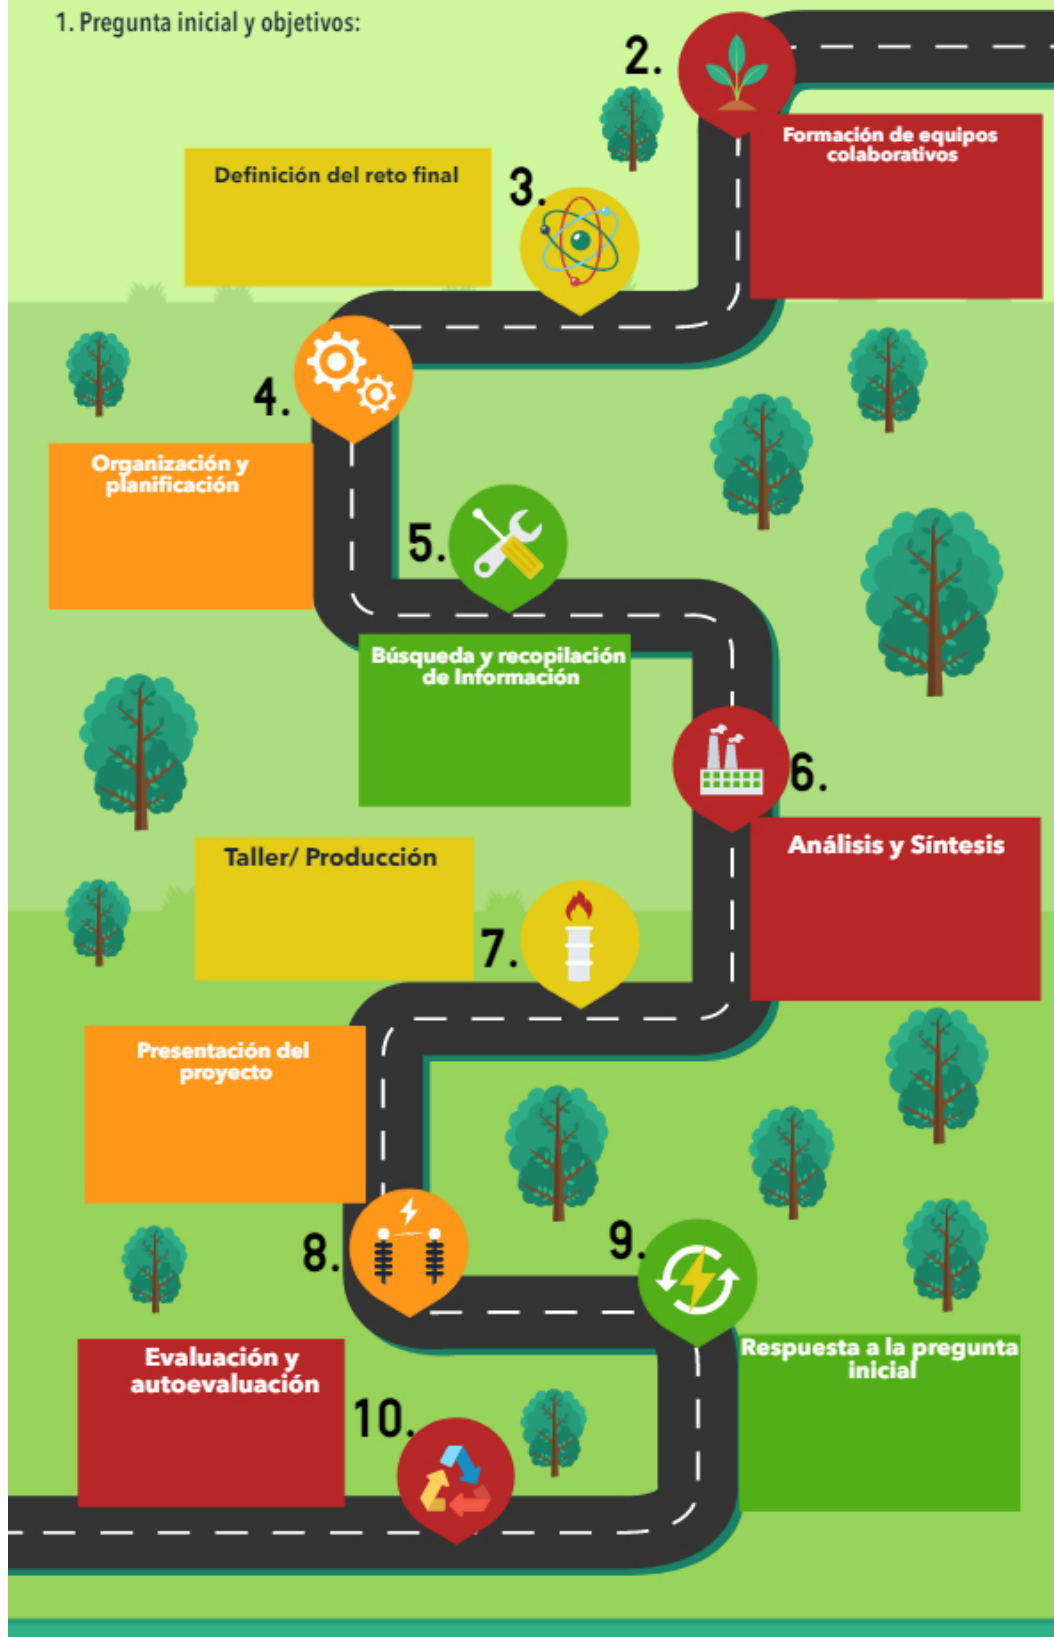 1. Pregunta inicial y objetivos:
2.
Formación de equipos
colaborativos
Definición del reto final
3.
4.
Organización y
planificación
5.
Búsqueda y recopilación
de Información
6.
Análisis y Síntesis
Taller/ Producción
7.
Presentación del
proyecto
8.
9.
Respuesta a la pregunta
inicial
Evaluación y
autoevaluación
10.